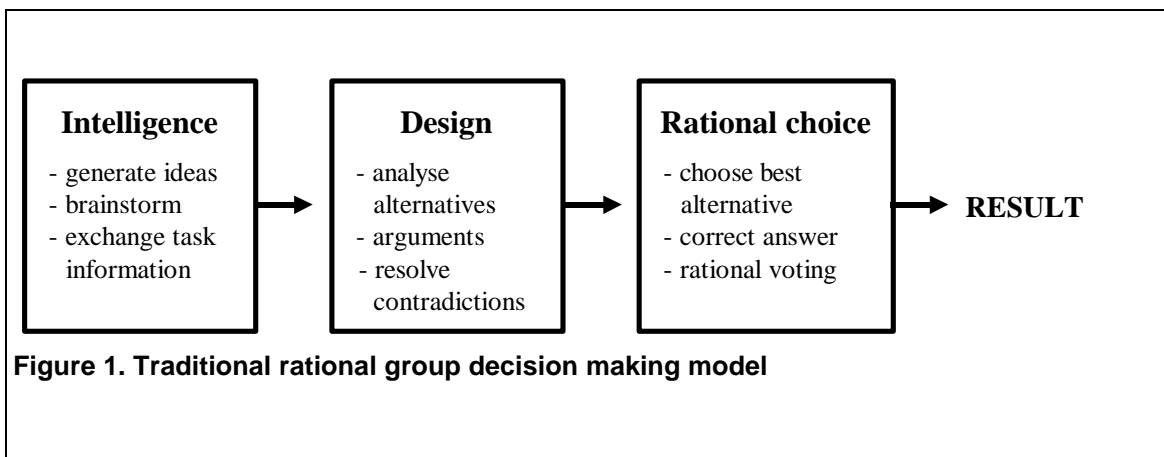 Intelligence
- generate ideas
- brainstorm
- exchange task
information
Design
- analyse
alternatives
- arguments
- resolve
contradictions
Rational choice
- choose best
alternative
- correct answer
- rational voting
RESULT
Figure 1. Traditional rational group decision making model